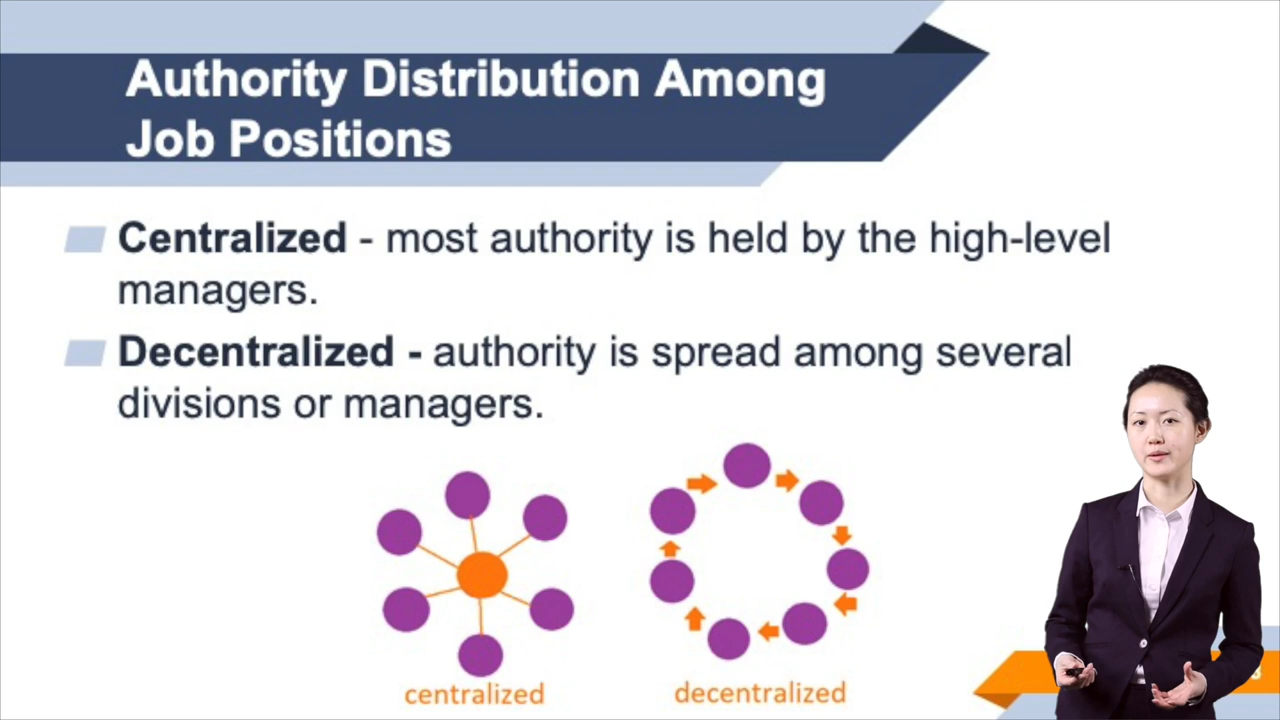 Authority Distribution Among
Job Positions
Centralized - most authority is held by the high-level
managers.
Decentralized - authority is spread among several
divisions or managers.
centralized
decentralized